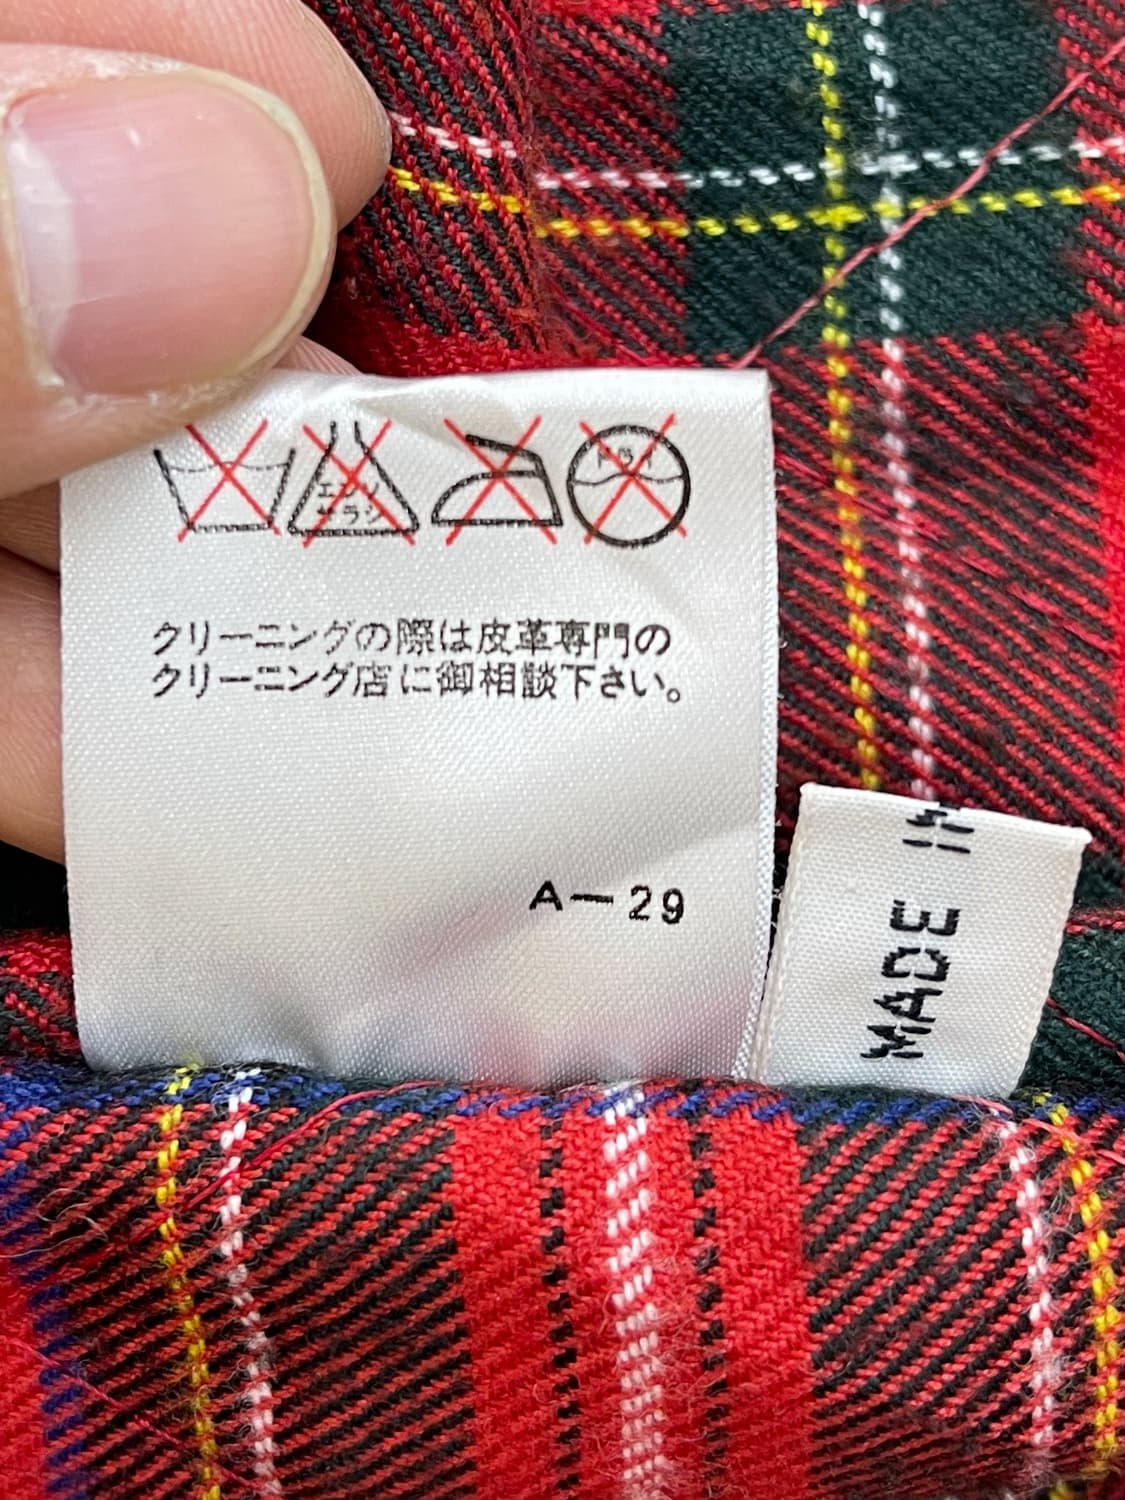 エンソ
サラシ
ドライ
クリーニングの際は皮革専門の
クリーニング店に御相談下さい。
A-29
MADE